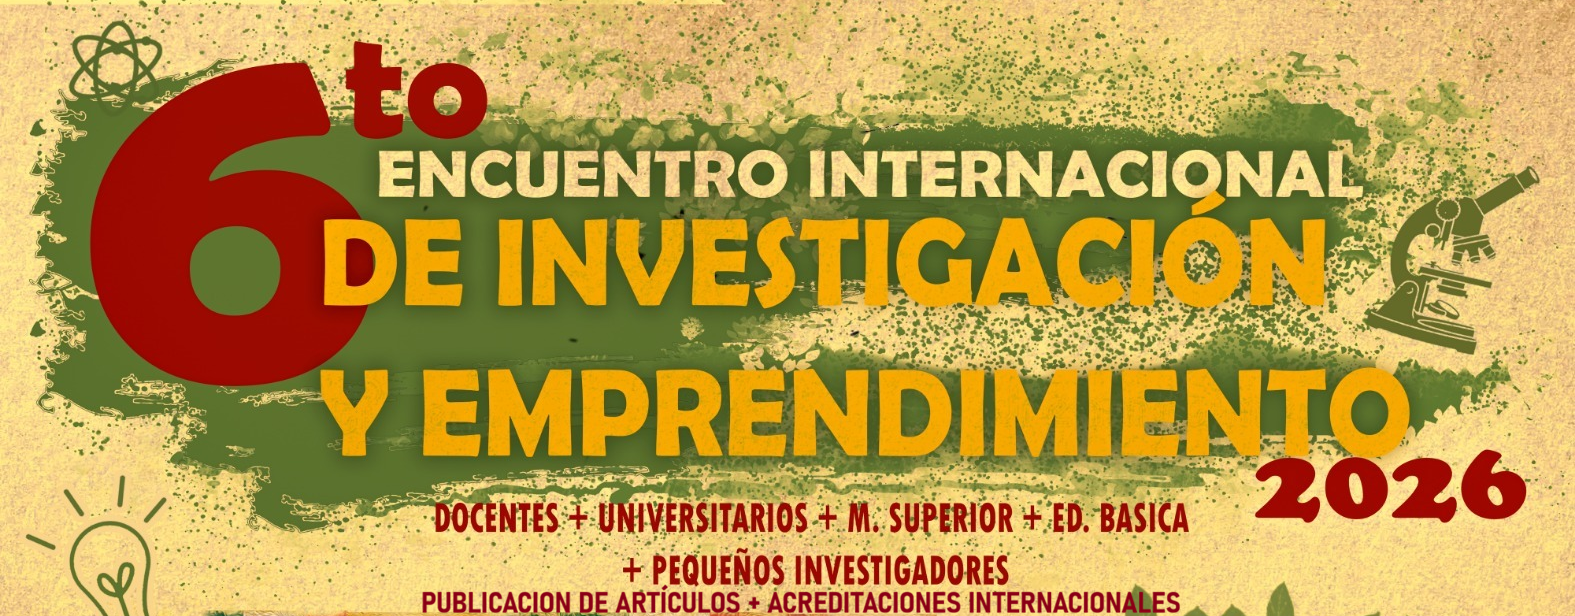 6to
ENCUENTRO INTERNACIONAL
DE INVESTIGACIÓN
Y EMPRENDIMIENTO
2026
DOCENTES + UNIVERSITARIOS + M. SUPERIOR + ED. BASICA
+ PEQUEÑOS INVESTIGADORES
PUBLICACION DE ARTÍCULOS + ACREDITACIONES INTERNACIONALES